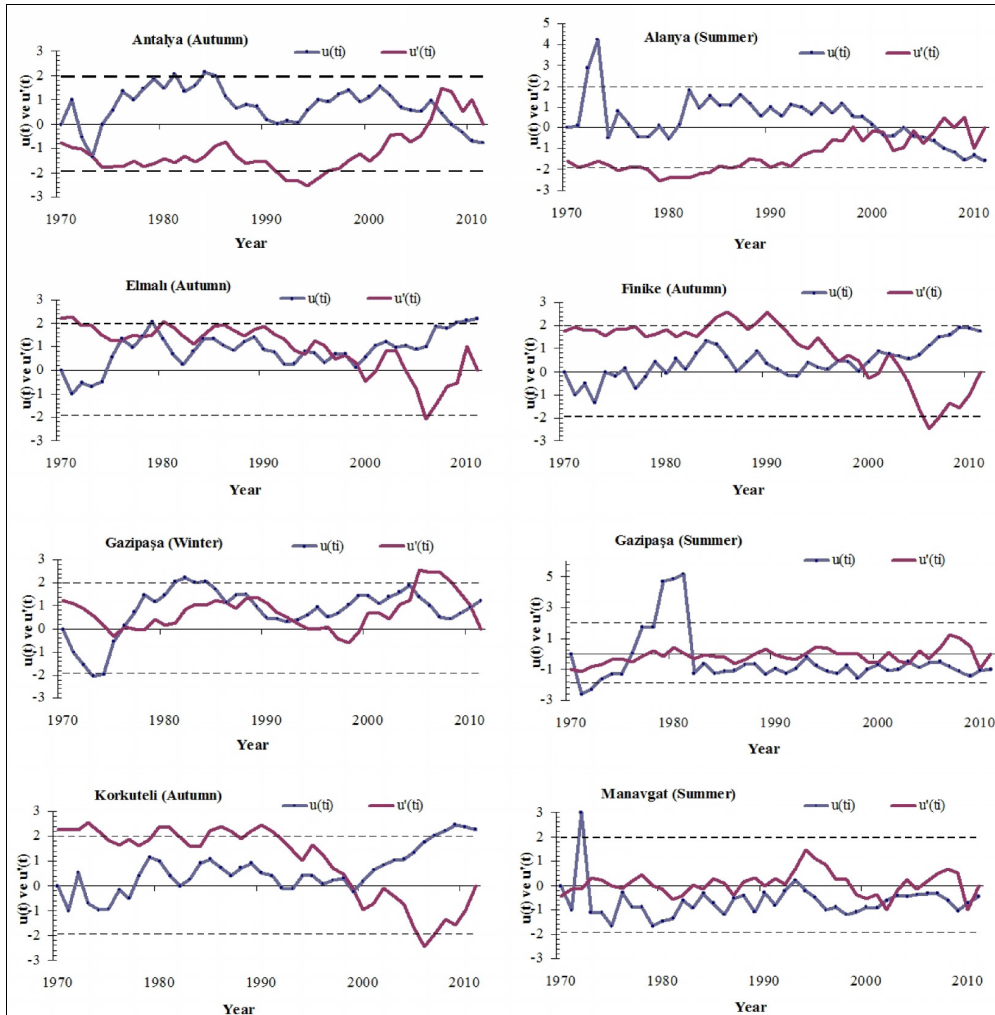 Antalya (Autumn)
u(ti) u'(ti)
u(t) ve u'(t)
3
2
1
0
-1
-2
-3
1970 1980 1990 2000 2010
Year
Alanya (Summer)
u(ti) u'(ti)
u(t) ve u'(t)
5
4
3
2
1
0
-1
-2
-3
1970 1980 1990 2000 2010
Year
Elmalı (Autumn)
u(ti) u'(ti)
u(t) ve u'(t)
3
2
1
0
-1
-2
-3
1970 1980 1990 2000 2010
Year
Finike (Autumn)
u(ti) u'(ti)
u(t) ve u'(t)
3
2
1
0
-1
-2
-3
1970 1980 1990 2000 2010
Year
Gazipaşa (Winter)
u(ti) u'(ti)
u(t) ve u'(t)
3
2
1
0
-1
-2
-3
1970 1980 1990 2000 2010
Year
Gazipaşa (Summer)
u(ti) u'(ti)
u(t) ve u'(t)
5
2
1
0
-1
-2
-3
1970 1980 1990 2000 2010
Year
Korkuteli (Autumn)
u(ti) u'(ti)
u(t) ve u'(t)
3
2
1
0
-1
-2
-3
1970 1980 1990 2000 2010
Year
Manavgat (Summer)
u(ti) u'(ti)
u(t) ve u'(t)
3
2
1
0
-1
-2
-3
1970 1980 1990 2000 2010
Year